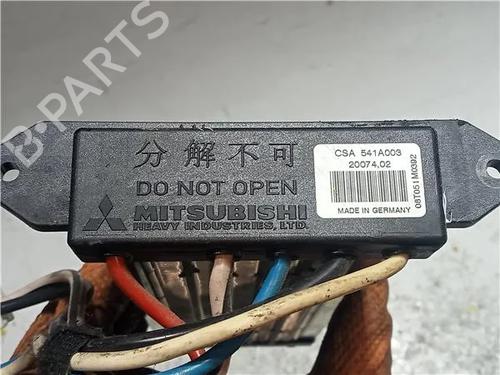 分解不可
DO NOT OPEN
MITSUBISHI
HEAVY INDUSTRIES, LTD.
CSA 541A003
20074,02
MADE IN GERMANY
08T051M0392
B-PARTS